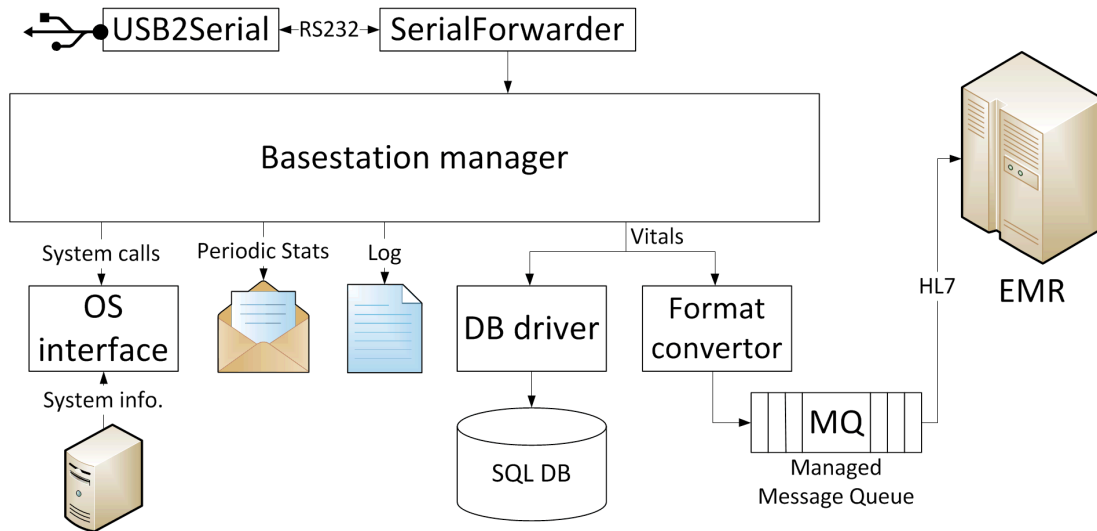 USB2Serial
RS232
SerialForwarder
Basestation manager
System calls
Periodic Stats
Log
Vitals
OS
interface
DB driver
Format
convertor
HL7
EMR
System info.
SQL DB
MQ
Managed
Message Queue